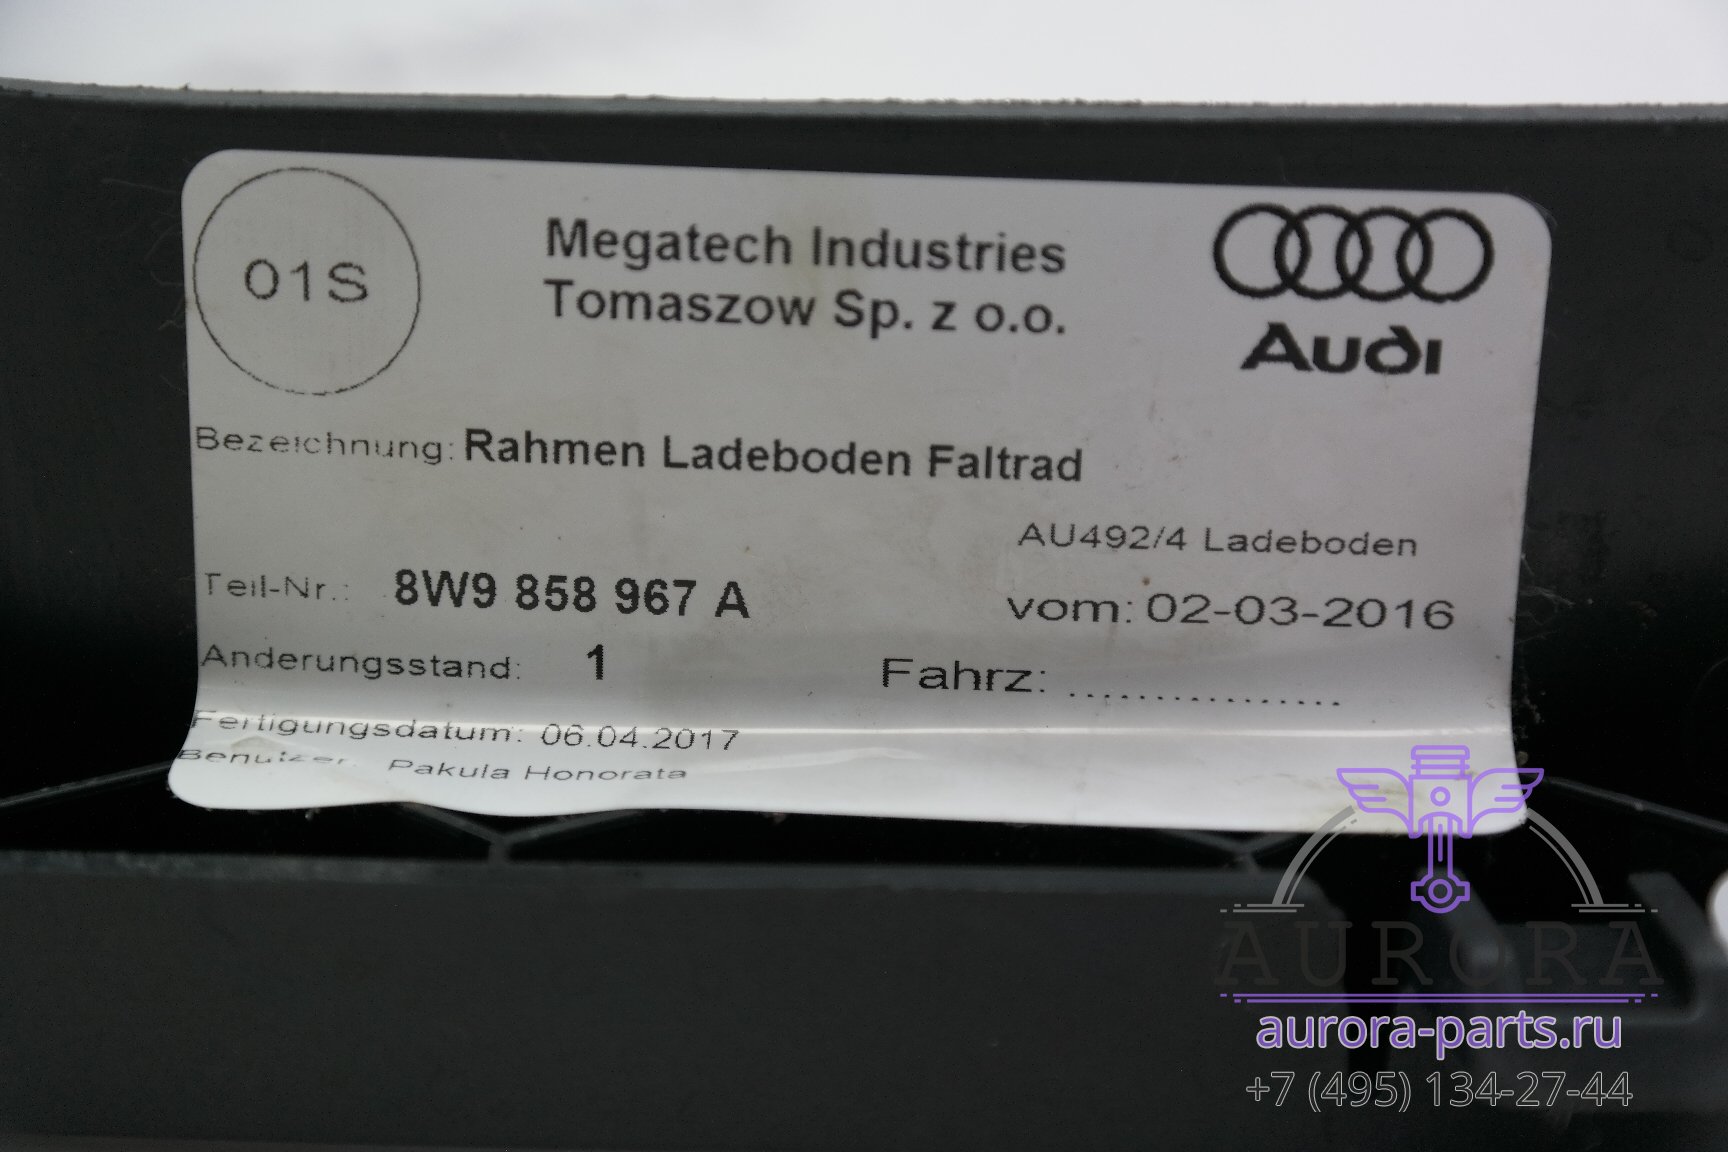 01S
Megatech Industries
Tomaszow Sp. z o.o.
Audi
Bezeichnung: Rahmen Ladeboden Faltrad
AU492/4 Ladeboden
Teil-Nr.: 8W9 858 967 A
vom: 02-03-2016
Änderungsstand: 1
Fahrz: ................
Fertigungsdatum: 06.04.2017
Benutzer: Pakula Honorata
AURORA
aurora-parts.ru
+7 (495) 134-27-44